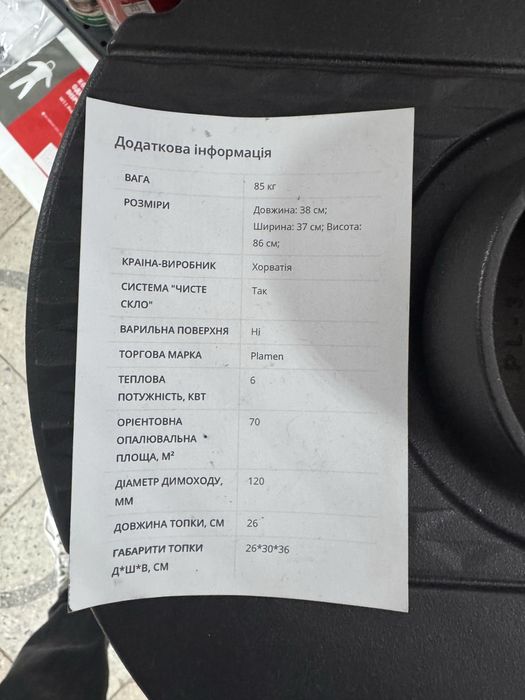 Додаткова інформація
ВАГА 85 кг
РОЗМІРИ Довжина: 38 см;
Ширина: 37 см; Висота:
86 см;
КРАЇНА-ВИРОБНИК Хорватія
СИСТЕМА "ЧИСТЕ Так
СКЛО"
ВАРИЛЬНА ПОВЕРХНЯ Ні
ТОРГОВА МАРКА Plamen
ТЕПЛОВА 6
ПОТУЖНІСТЬ, КВТ
ОРІЄНТОВНА 70
ОПАЛЮВАЛЬНА
ПЛОЩА, М²
ДІАМЕТР ДИМОХОДУ, 120
ММ
ДОВЖИНА ТОПКИ, СМ 26
ГАБАРИТИ ТОПКИ 26*30*36
Д*Ш*В, СМ